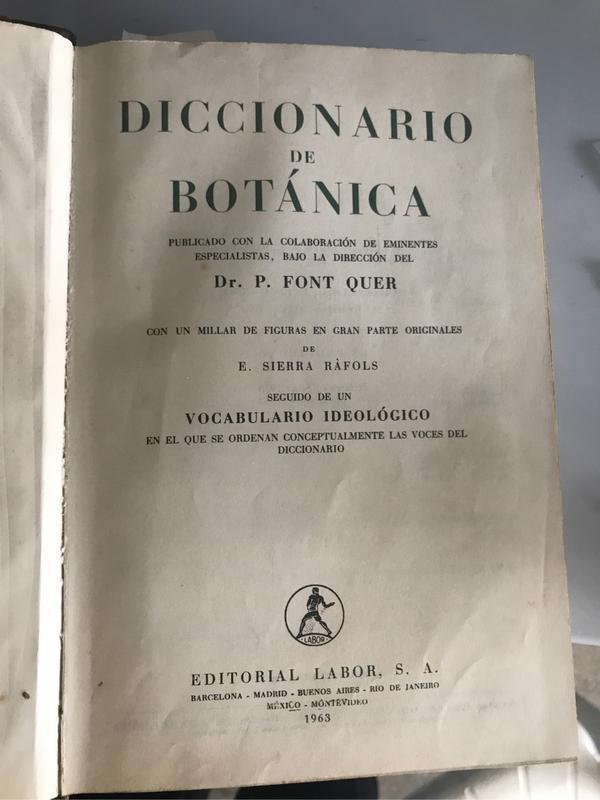 DICCIONARIO
DE
BOTÁNICA
PUBLICADO CON LA COLABORACIÓN DE EMINENTES
ESPECIALISTAS, BAJO LA DIRECCIÓN DEL
Dr. P. FONT QUER
CON UN MILLAR DE FIGURAS EN GRAN PARTE ORIGINALES
DE
E. SIERRA RÀFOLS
SEGUIDO DE UN
VOCABULARIO IDEOLÓGICO
EN EL QUE SE ORDENAN CONCEPTUALMENTE LAS VOCES DEL
DICCIONARIO
LABOR
EDITORIAL LABOR, S. A.
BARCELONA - MADRID - BUENOS AIRES - RIO DE JANEIRO
MÉXICO - MONTEVIDEO
1963